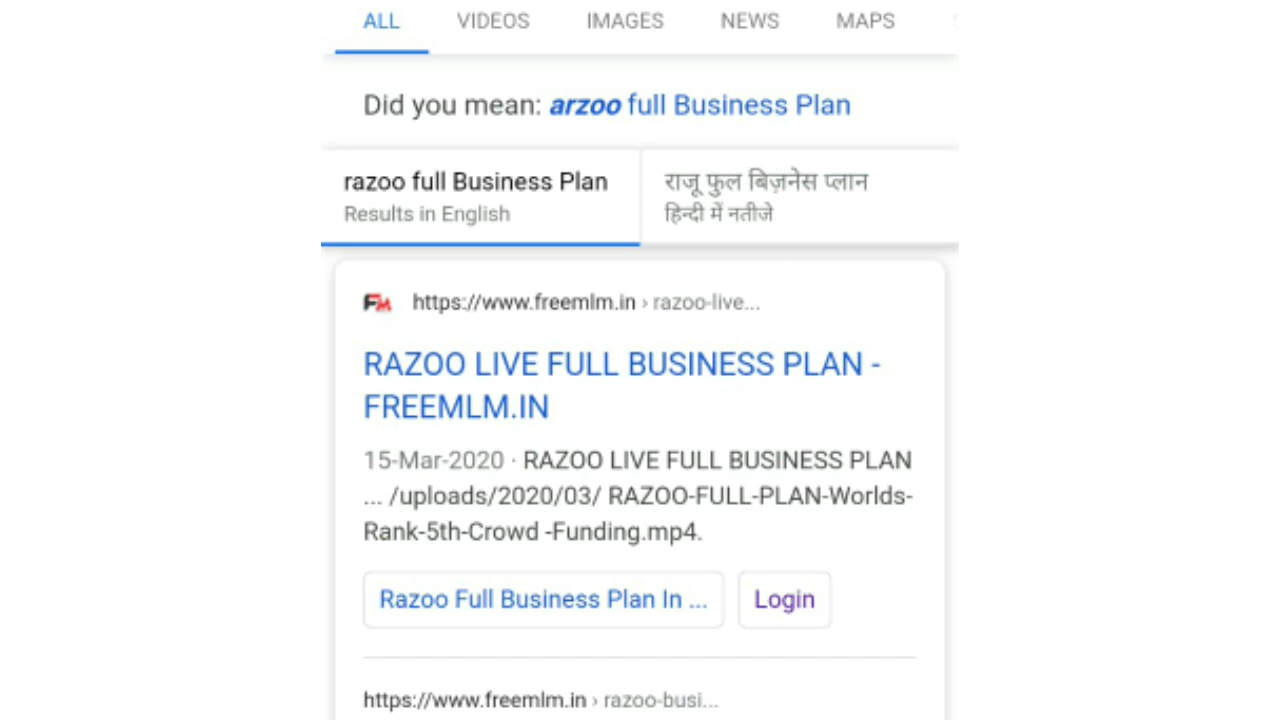 ALL VIDEOS IMAGES NEWS MAPS
Did you mean: arzoo full Business Plan
razoo full Business Plan
Results in English
राजू फुल बिज़नेस प्लान
हिन्दी में नतीजे
FM https://www.freemlm.in › razoo-live...
RAZOO LIVE FULL BUSINESS PLAN -
FREEMLM.IN
15-Mar-2020 · RAZOO LIVE FULL BUSINESS PLAN
... /uploads/2020/03/ RAZOO-FULL-PLAN-Worlds-
Rank-5th-Crowd -Funding.mp4.
Razoo Full Business Plan In ... Login
https://www.freemlm.in › razoo-busi...